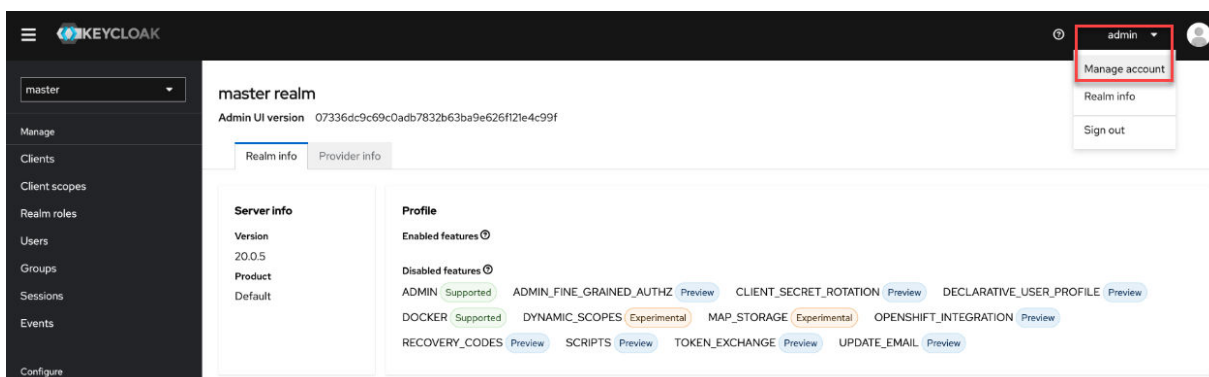 KEYCLOAK
admin
Manage account
Realm info
Sign out
master
Manage
Clients
Client scopes
Realm roles
Users
Groups
Sessions
Events
Configure
master realm
Admin UI version 07336dc9c69c0adb7832b63ba9e626f121e4c99f
Realm info Provider info
Server info
Version
20.0.5
Product
Default
Profile
Enabled features
Disabled features
ADMIN Supported ADMIN_FINE_GRAINED_AUTHZ Preview CLIENT_SECRET_ROTATION Preview DECLARATIVE_USER_PROFILE Preview
DOCKER Supported DYNAMIC_SCOPES Experimental MAP_STORAGE Experimental OPENSHIFT_INTEGRATION Preview
RECOVERY_CODES Preview SCRIPTS Preview TOKEN_EXCHANGE Preview UPDATE_EMAIL Preview